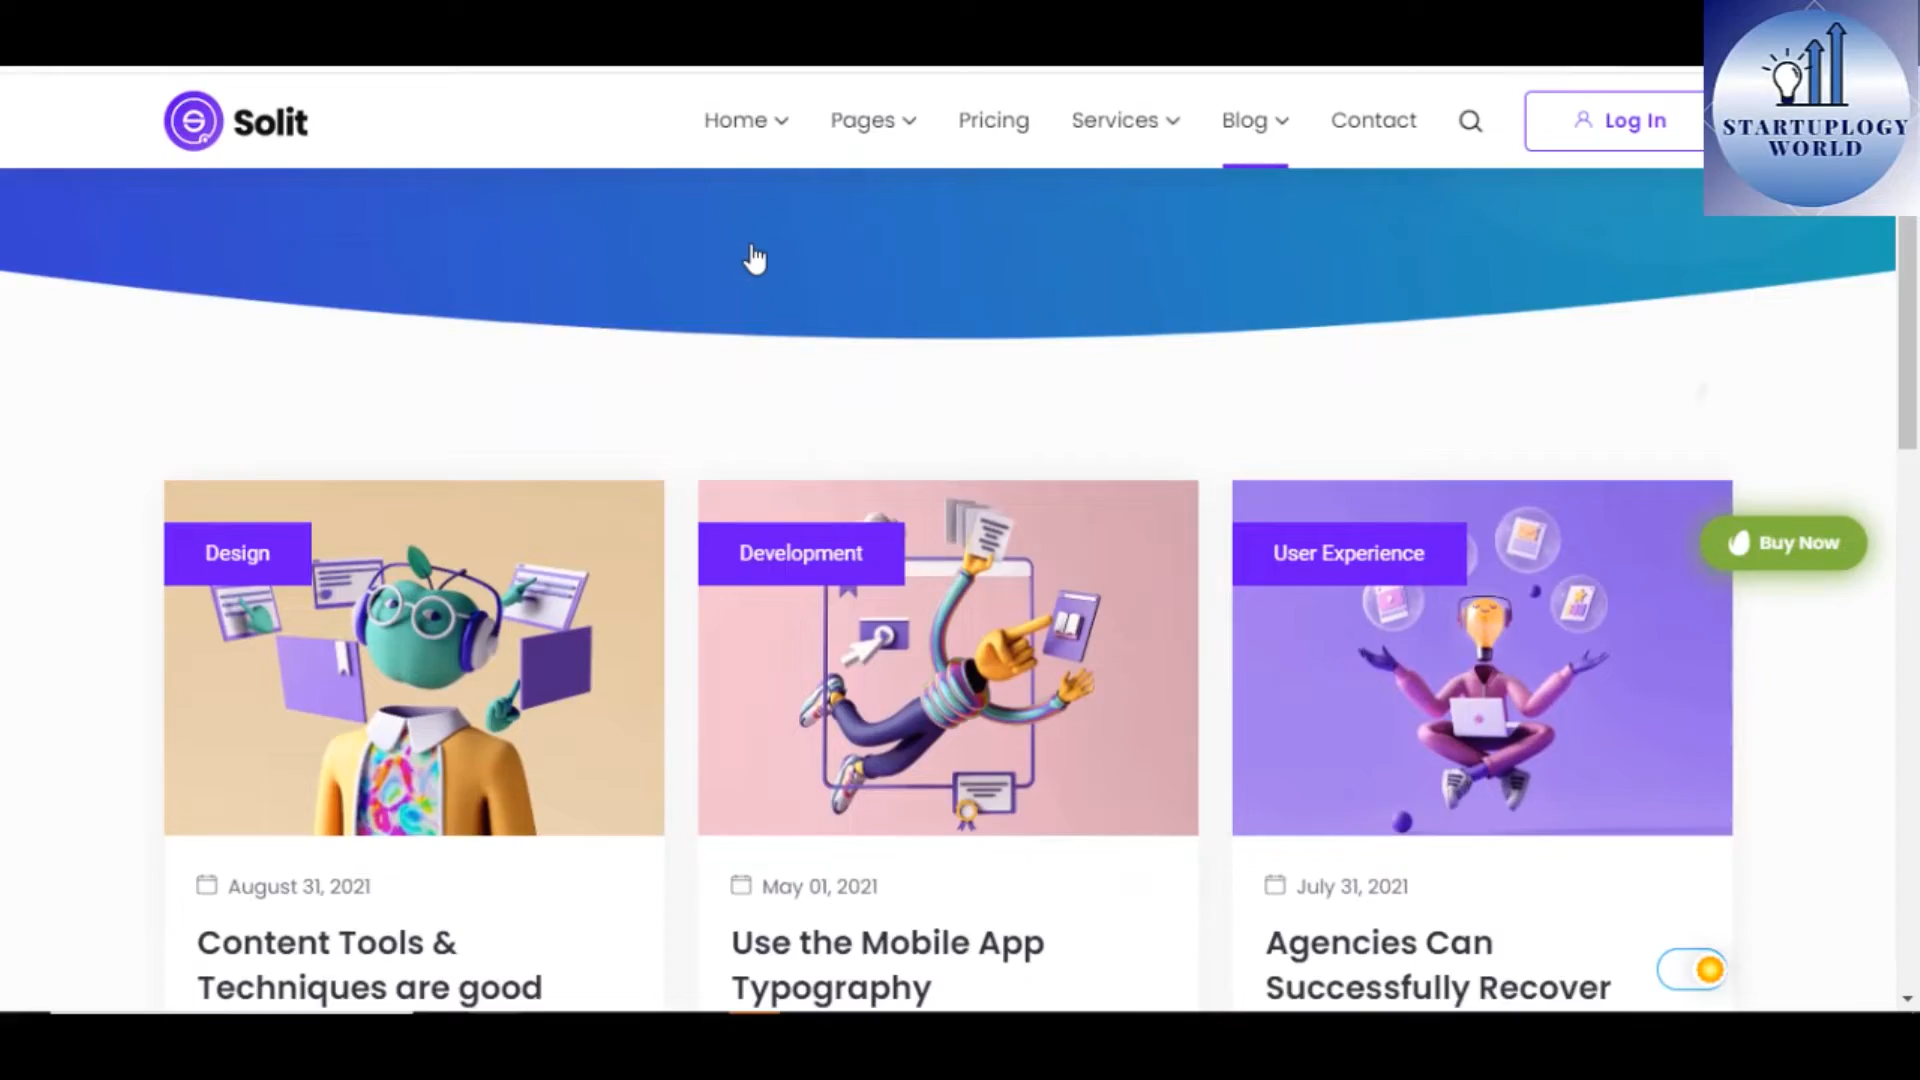 Solit
Home
Pages
Pricing
Services
Blog
Contact
Log In
STARTUPLOGY
WORLD
Design
Development
User Experience
Buy Now
August 31, 2021
May 01, 2021
July 31, 2021
Content Tools &
Techniques are good
Use the Mobile App
Typography
Agencies Can
Successfully Recover